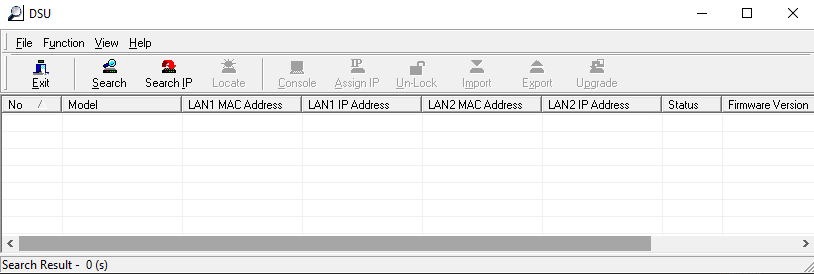 DSU
File Function View Help
Exit Search Search IP Locate Console Assign IP Un-Lock Import Export Upgrade
No Model LAN1 MAC Address LAN1 IP Address LAN2 MAC Address LAN2 IP Address Status Firmware Version
Search Result - 0 (s)